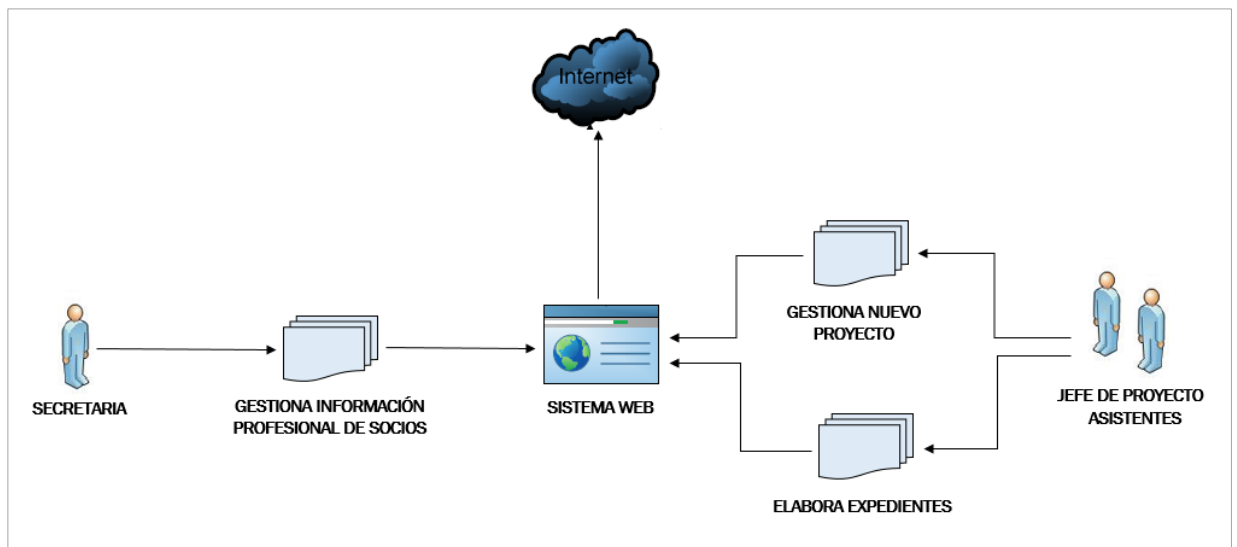 Internet
SECRETARIA
GESTIONA INFORMACIÓN
PROFESIONAL DE SOCIOS
SISTEMA WEB
GESTIONA NUEVO
PROYECTO
ELABORA EXPEDIENTES
JEFE DE PROYECTO
ASISTENTES